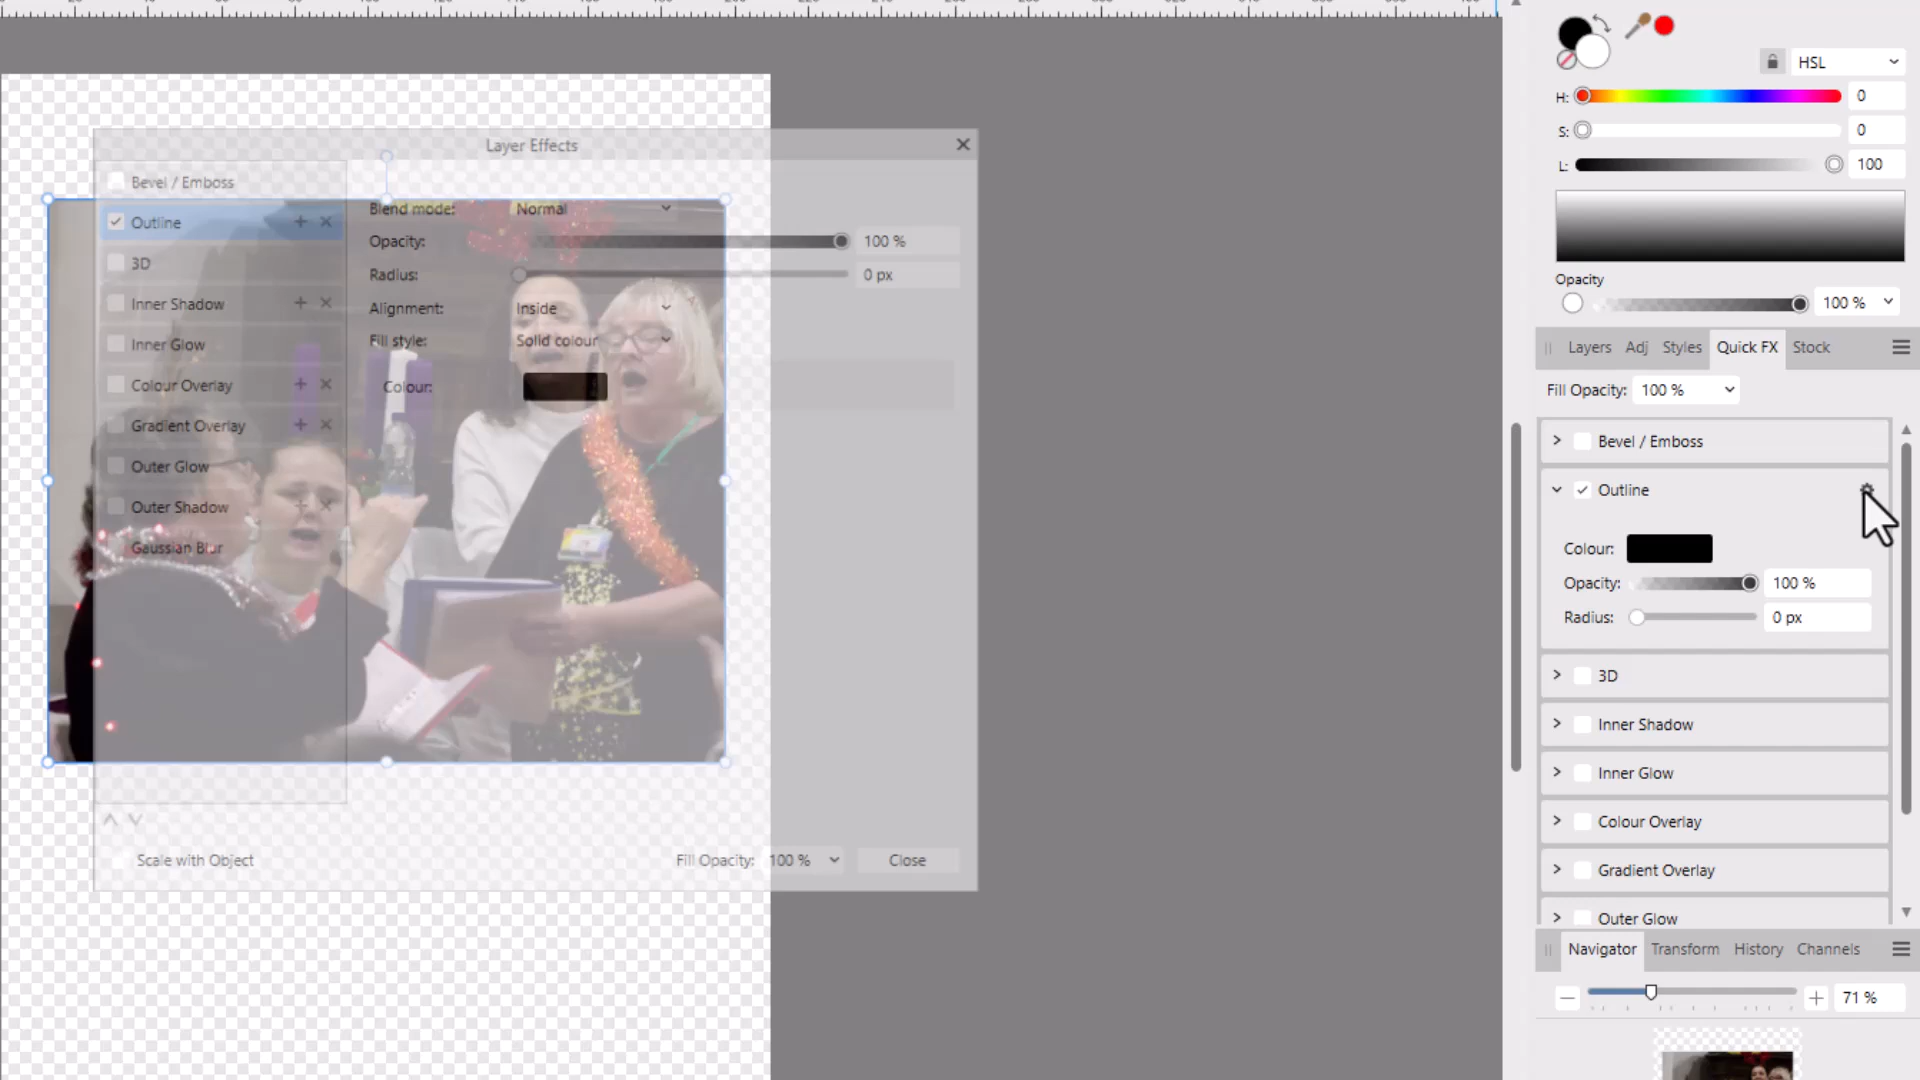 HSL
H: 0
S: 0
L: 100
Opacity
100 %
Layers Adj Styles Quick FX Stock
Fill Opacity: 100 %
Bevel / Emboss
Outline
Colour:
Opacity: 100 %
Radius: 0 px
3D
Inner Shadow
Inner Glow
Colour Overlay
Gradient Overlay
Outer Glow
Navigator Transform History Channels
71 %
Layer Effects
Bevel / Emboss
Outline
3D
Inner Shadow
Inner Glow
Colour Overlay
Gradient Overlay
Outer Glow
Outer Shadow
Gaussian Blur
Blend mode: Normal
Opacity: 100 %
Radius: 0 px
Alignment: Inside
Fill style: Solid colour
Colour:
Scale with Object
Fill Opacity: 100 %
Close